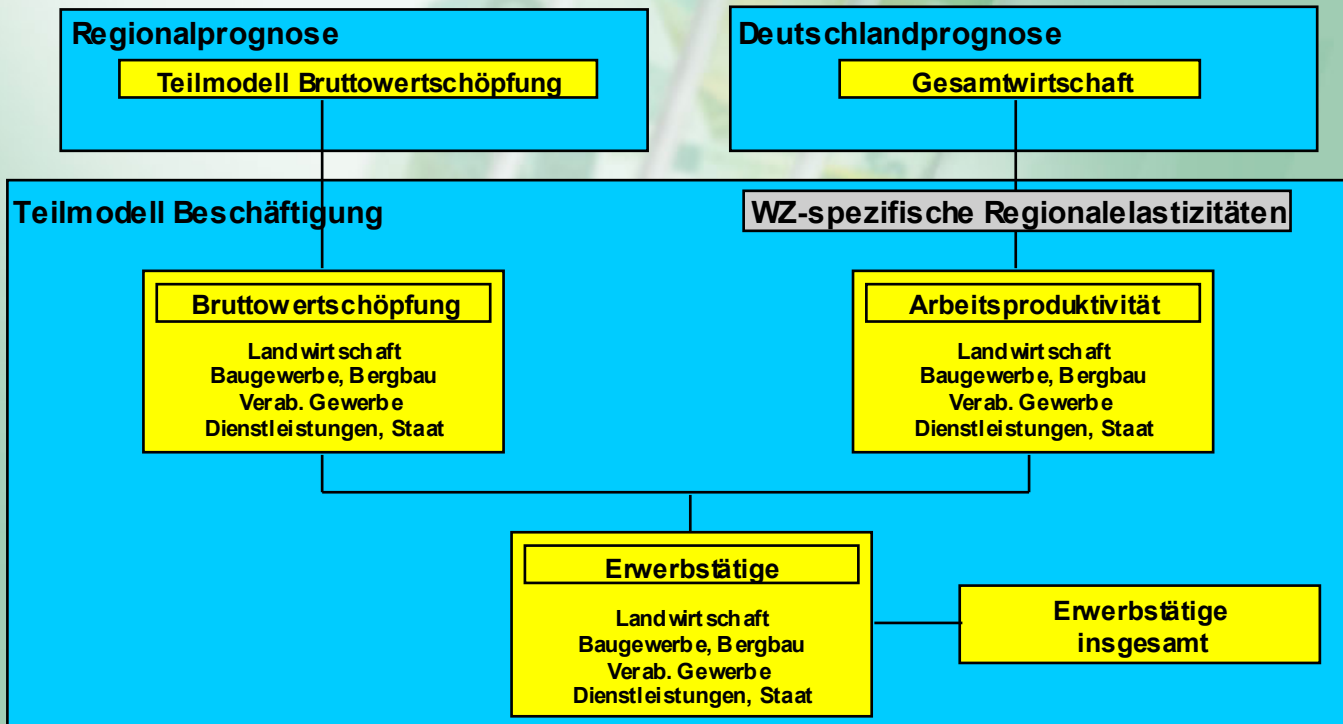 Regionalprognose
Teilmodell Bruttowertschöpfung
Deutschlandprognose
Gesamtwirtschaft
Teilmodell Beschäftigung
WZ-spezifische Regionalelastizitäten
Bruttowertschöpfung
Landwirtschaft
Baugewerbe, Bergbau
Verab. Gewerbe
Dienstleistungen, Staat
Arbeitsproduktivität
Landwirtschaft
Baugewerbe, Bergbau
Verab. Gewerbe
Dienstleistungen, Staat
Erwerbstätige
Landwirtschaft
Baugewerbe, Bergbau
Verab. Gewerbe
Dienstleistungen, Staat
Erwerbstätige
insgesamt